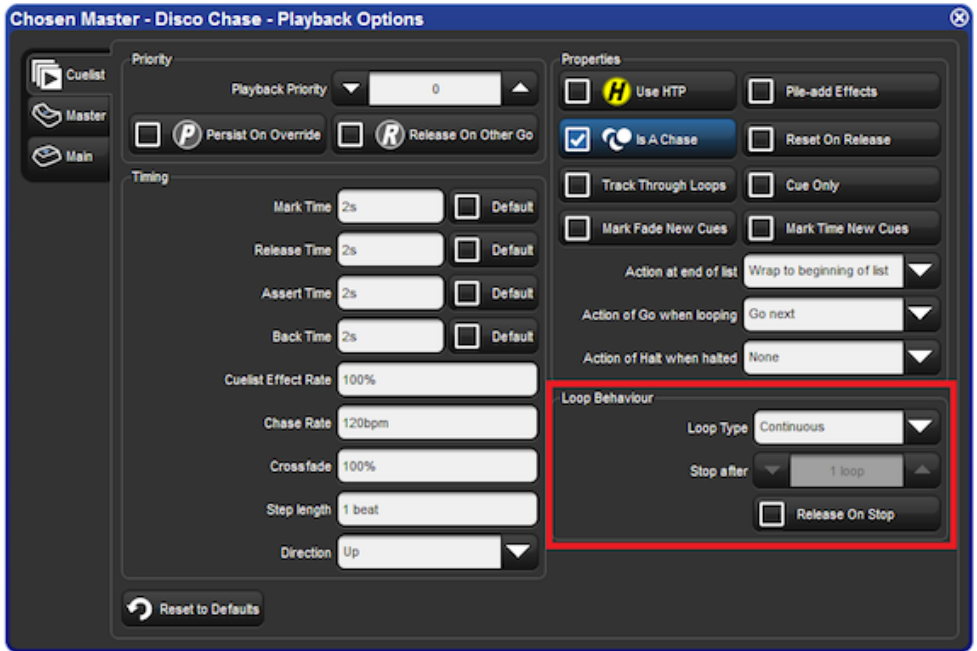 Chosen Master - Disco Chase - Playback Options
Cuelist
Master
Main
Priority
Playback Priority 0
P Persist On Override R Release On Other Go
Timing
Mark Time 2s Default
Release Time 2s Default
Assert Time 2s Default
Back Time 2s Default
Cuelist Effect Rate 100%
Chase Rate 120bpm
Crossfade 100%
Step length 1 beat
Direction Up
Reset to Defaults
Properties
H Use HTP Pile-add Effects
Is A Chase Reset On Release
Track Through Loops Cue Only
Mark Fade New Cues Mark Time New Cues
Action at end of list Wrap to beginning of list
Action of Go when looping Go next
Action of Halt when halted None
Loop Behaviour
Loop Type Continuous
Stop after 1 loop
Release On Stop